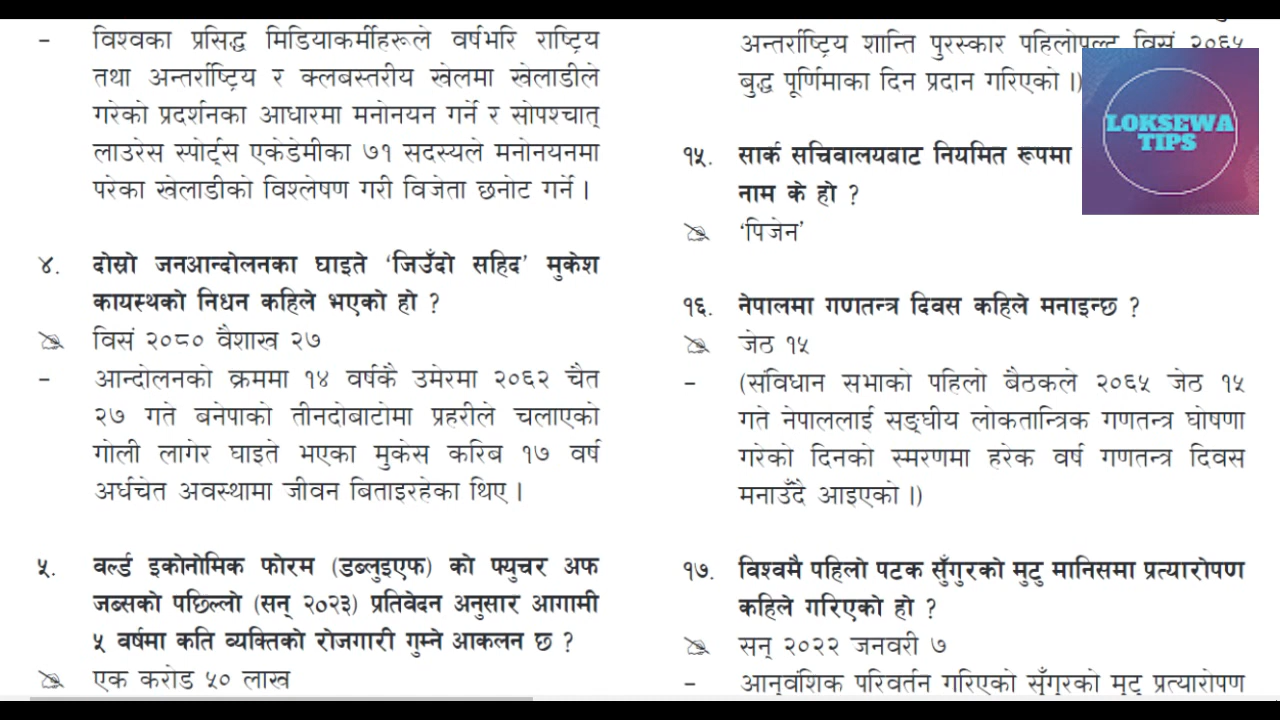 - विश्वका प्रसिद्ध मिडियाकर्मीहरूले वर्षभरि राष्ट्रिय
तथा अन्तर्राष्ट्रिय र क्लबस्तरीय खेलमा खेलाडीले
गरेको प्रदर्शनका आधारमा मनोनयन गर्ने र सोपश्चात्
लाउरेस स्पोर्ट्स एकेडेमीका ७१ सदस्यले मनोनयनमा
परेका खेलाडीको विश्लेषण गरी विजेता छनोट गर्ने।
४. दोस्रो जनआन्दोलनका घाइते ‘जिउँदो सहिद’ मुकेश
कायस्थको निधन कहिले भएको हो ?
विसं २०८० वैशाख २७
- आन्दोलनको क्रममा १४ वर्षकै उमेरमा २०६२ चैत
२७ गते बनेपाको तीनदोबाटोमा प्रहरीले चलाएको
गोली लागेर घाइते भएका मुकेस करिब १७ वर्ष
अर्धचेत अवस्थामा जीवन बिताइरहेका थिए।
५. वर्ल्ड इकोनोमिक फोरम (डब्लुइएफ) को फ्युचर अफ
जब्सको पछिल्लो (सन् २०२३) प्रतिवेदन अनुसार आगामी
५ वर्षमा कति व्यक्तिको रोजगारी गुम्ने आकलन छ ?
एक करोड ५० लाख
अन्तर्राष्ट्रिय शान्ति पुरस्कार पहिलोपल्ट विसं २०६५
बुद्ध पूर्णिमाका दिन प्रदान गरिएको।)
१५. सार्क सचिवालयबाट नियमित रूपमा
नाम के हो ?
‘पिजेन’
१६. नेपालमा गणतन्त्र दिवस कहिले मनाइन्छ ?
जेठ १५
- (संविधान सभाको पहिलो बैठकले २०६५ जेठ १५
गते नेपाललाई सङ्घीय लोकतान्त्रिक गणतन्त्र घोषणा
गरेको दिनको स्मरणमा हरेक वर्ष गणतन्त्र दिवस
मनाउँदै आइएको।)
१७. विश्वमै पहिलो पटक सुँगुरको मुटु मानिसमा प्रत्यारोपण
कहिले गरिएको हो ?
सन् २०२२ जनवरी ७
- आनुवंशिक परिवर्तन गरिएको सुँगुरको मुटु प्रत्यारोपण
LOKSEWA
TIPS